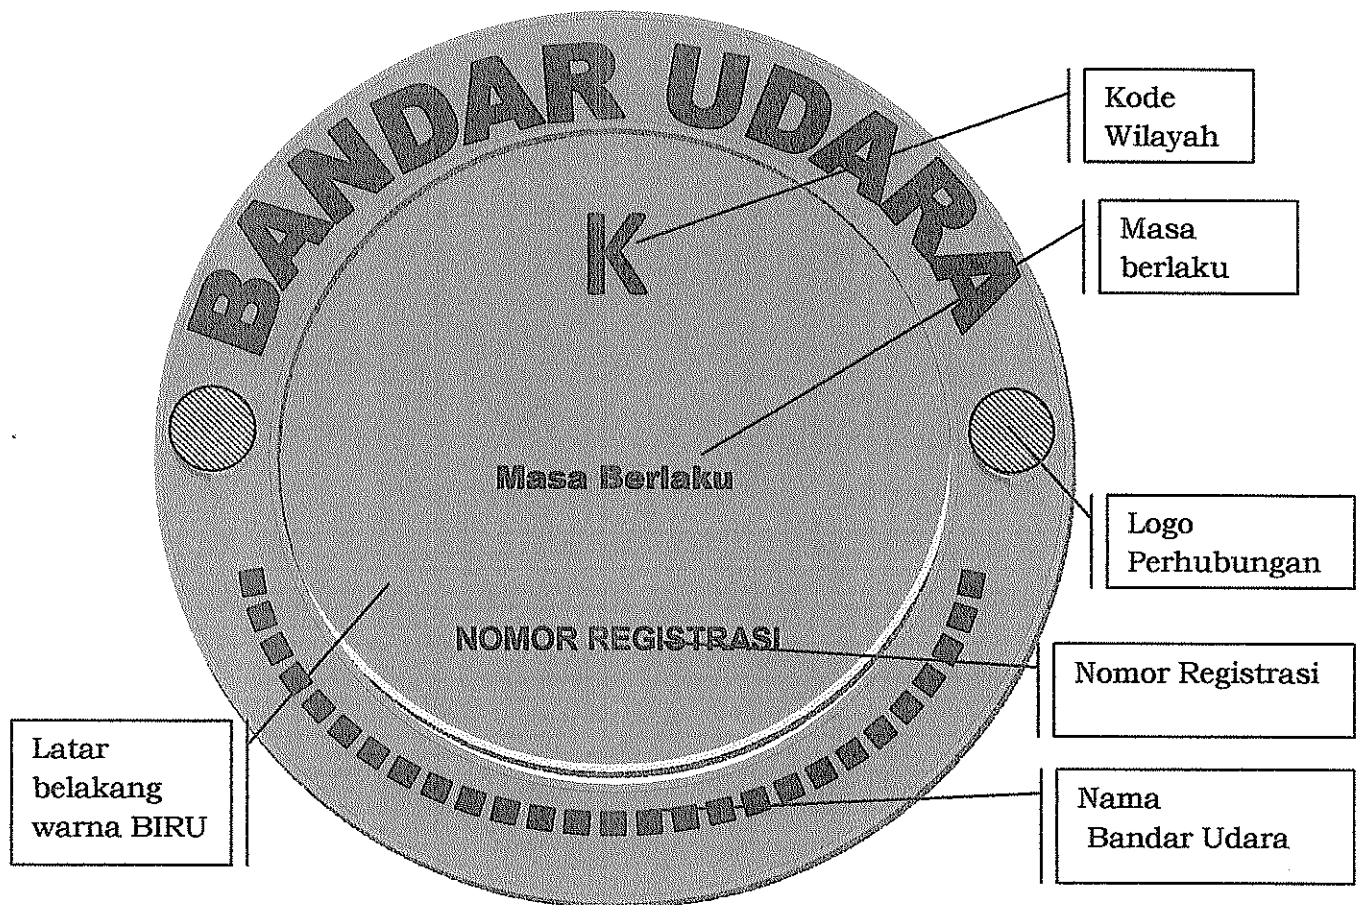 BANDAR UDARA
K
Kode
Wilayah
Masa
berlaku
Masa Berlaku
Logo
Perhubungan
NOMOR REGISTRASI
Nomor Registrasi
Latar
belakang
warna BIRU
Nama
Bandar Udara